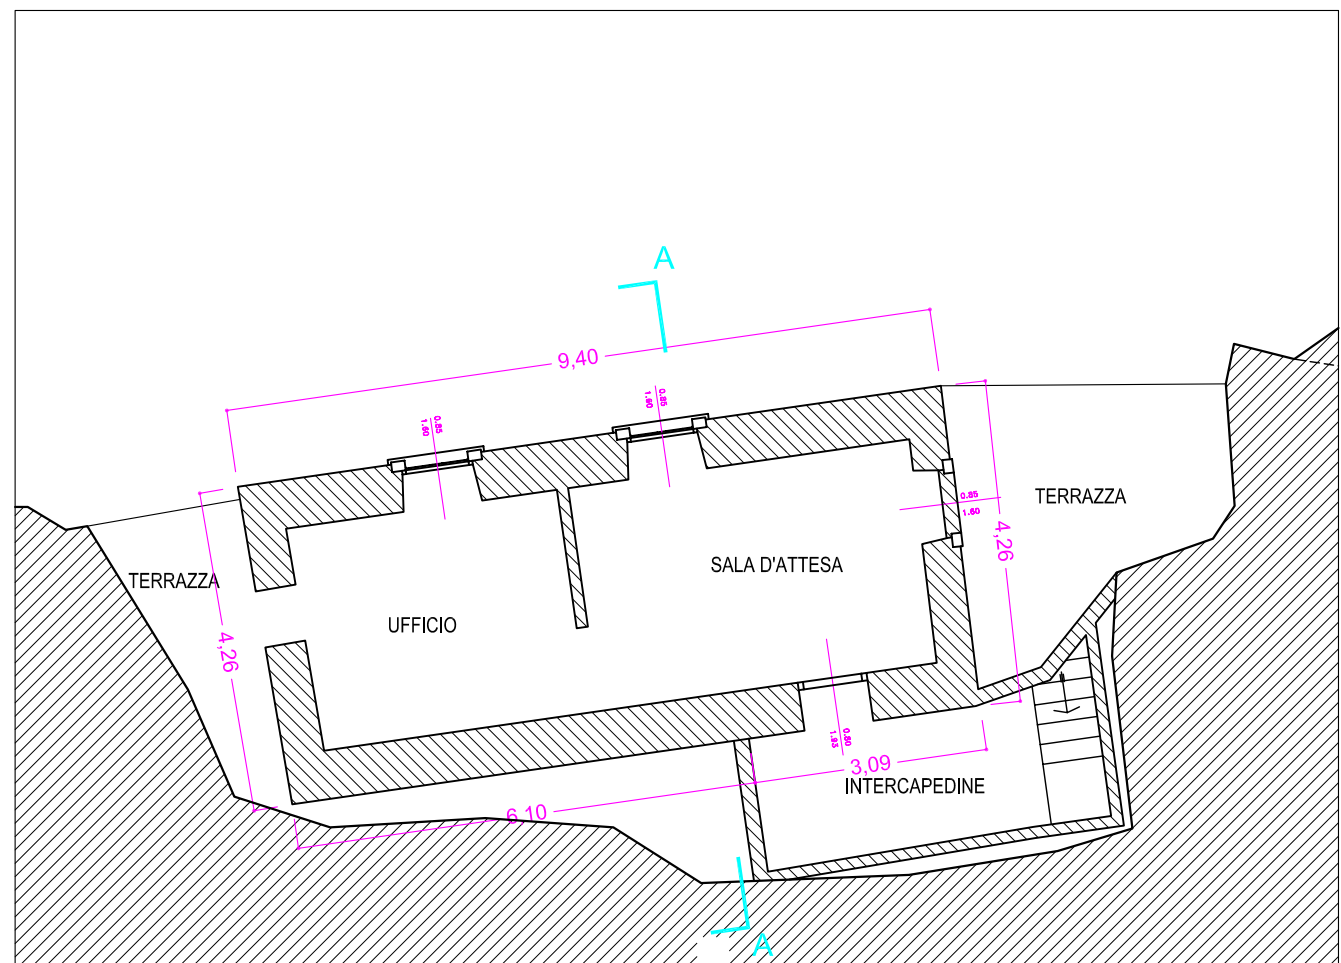 A
9,40
0.85
1.60
0.85
1.60
0.85
1.60
TERRAZZA
4,26
SALA D'ATTESA
TERRAZZA
UFFICIO
4,26
0.80
1.93
3,09
INTERCAPEDINE
6,10
A